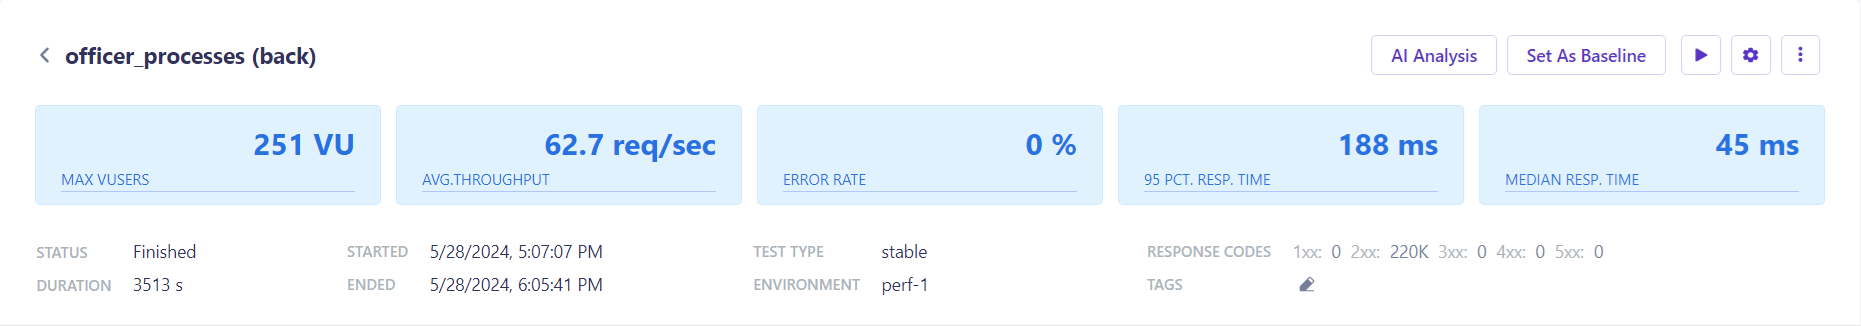 officer_processes (back)
AI Analysis
Set As Baseline
251 VU
MAX VUSERS
62.7 req/sec
AVG.THROUGHPUT
0 %
ERROR RATE
188 ms
95 PCT. RESP. TIME
45 ms
MEDIAN RESP. TIME
STATUS Finished STARTED 5/28/2024, 5:07:07 PM TEST TYPE stable RESPONSE CODES 1xx: 0 2xx: 220K 3xx: 0 4xx: 0 5xx: 0
DURATION 3513 s ENDED 5/28/2024, 6:05:41 PM ENVIRONMENT perf-1 TAGS